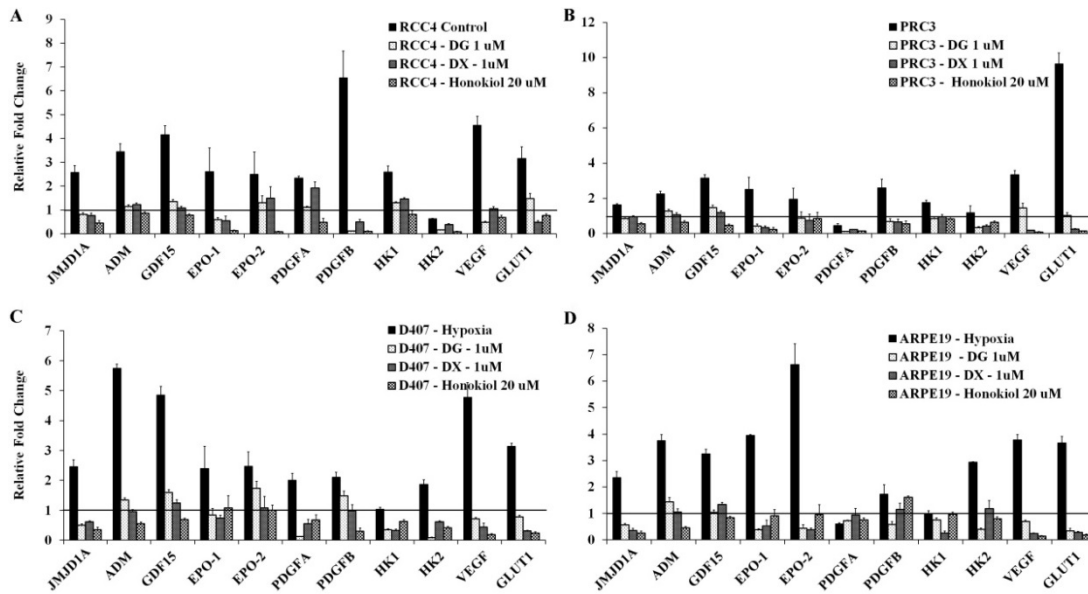 A
RCC4 Control
RCC4 - DG 1 uM
RCC4 - DX - 1uM
RCC4 - Honokiol 20 uM
Relative Fold Change
9
8
7
6
5
4
3
2
1
0
JMJD1A ADM GDF15 EPO-1 EPO-2 PDGFA PDGFB HK1 HK2 VEGF GLUT1
B
PRC3
PRC3 - DG 1 uM
PRC3 - DX 1 uM
PRC3 - Honokiol 20 uM
12
10
8
6
4
2
0
JMJD1A ADM GDF15 EPO-1 EPO-2 PDGFA PDGFB HK1 HK2 VEGF GLUT1
C
D407 - Hypoxia
D407 - DG - 1uM
D407 - DX - 1uM
D407 - Honokiol 20 uM
Relative Fold Change
7
6
5
4
3
2
1
0
JMJD1A ADM GDF15 EPO-1 EPO-2 PDGFA PDGFB HK1 HK2 VEGF GLUT1
D
ARPE19 - Hypoxia
ARPE19 - DG 1uM
ARPE19 - DX - 1uM
ARPE19 - Honokiol 20 uM
8
7
6
5
4
3
2
1
0
JMJD1A ADM GDF15 EPO-1 EPO-2 PDGFA PDGFB HK1 HK2 VEGF GLUT1